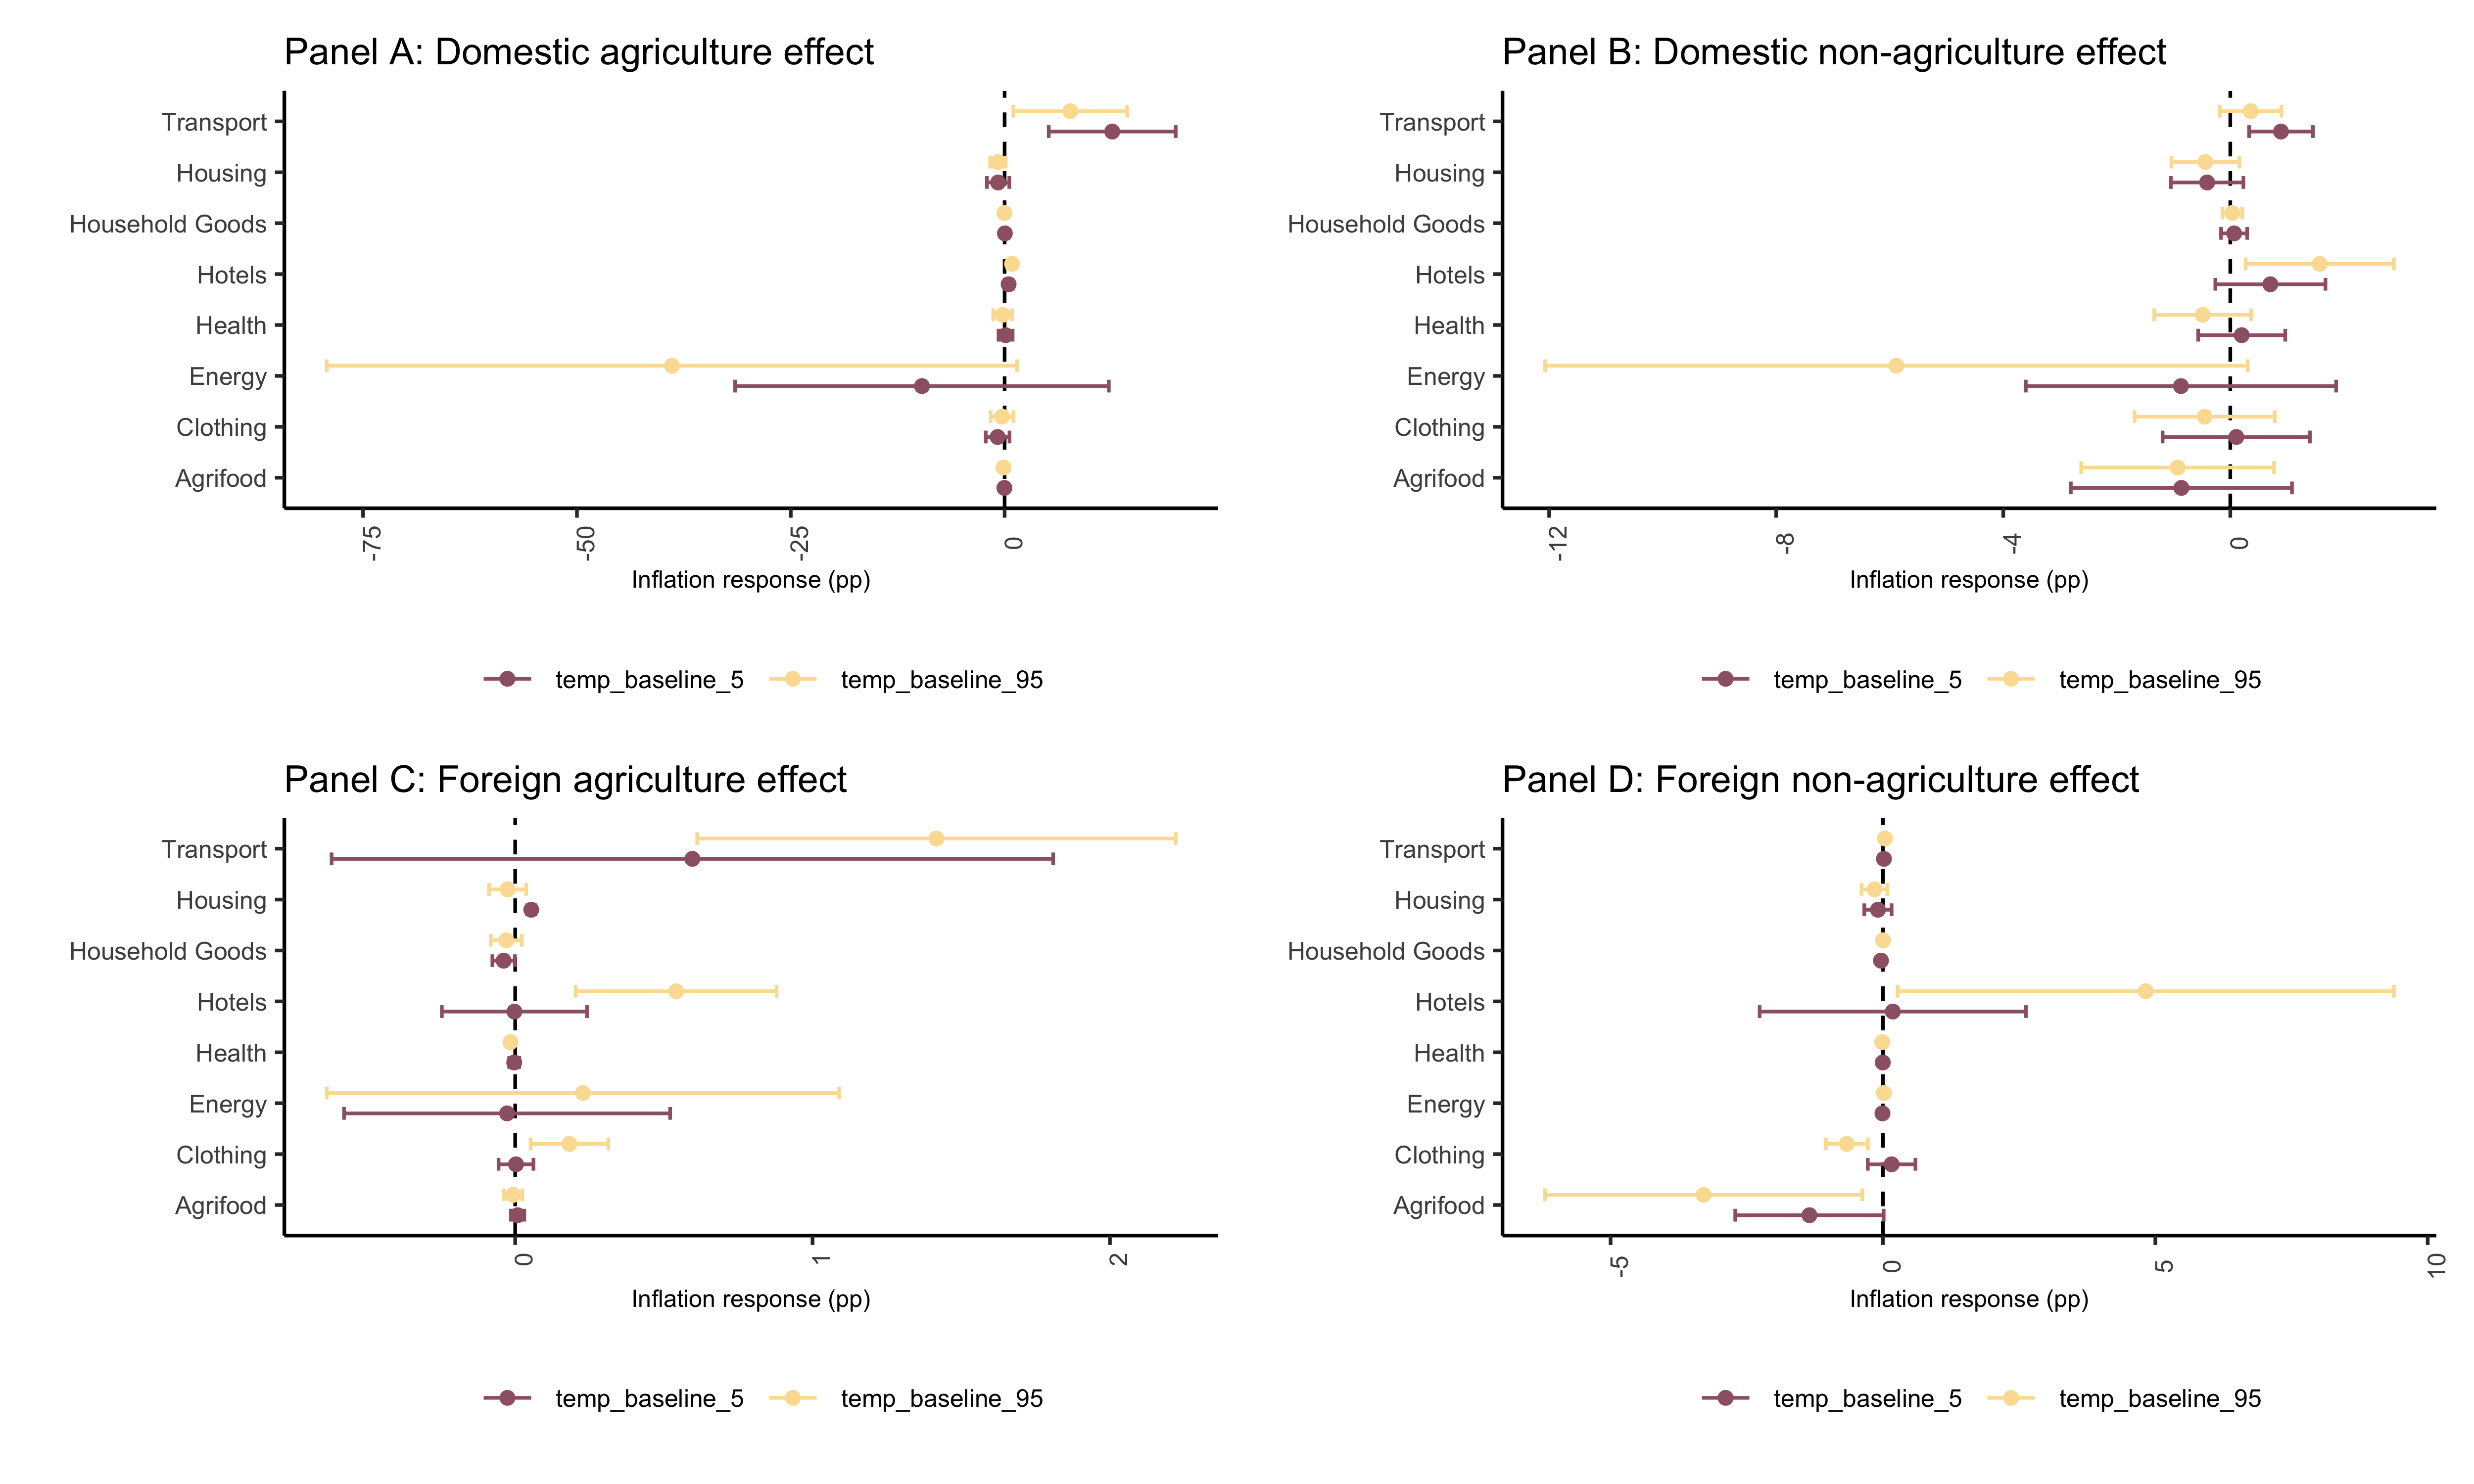 Panel A: Domestic agriculture effect
Transport
Housing
Household Goods
Hotels
Health
Energy
Clothing
Agrifood
-75
-50
-25
0
Inflation response (pp)
temp_baseline_5 temp_baseline_95
Panel B: Domestic non-agriculture effect
Transport
Housing
Household Goods
Hotels
Health
Energy
Clothing
Agrifood
-12
-8
-4
0
Inflation response (pp)
temp_baseline_5 temp_baseline_95
Panel C: Foreign agriculture effect
Transport
Housing
Household Goods
Hotels
Health
Energy
Clothing
Agrifood
0
1
2
Inflation response (pp)
temp_baseline_5 temp_baseline_95
Panel D: Foreign non-agriculture effect
Transport
Housing
Household Goods
Hotels
Health
Energy
Clothing
Agrifood
-5
0
5
10
Inflation response (pp)
temp_baseline_5 temp_baseline_95